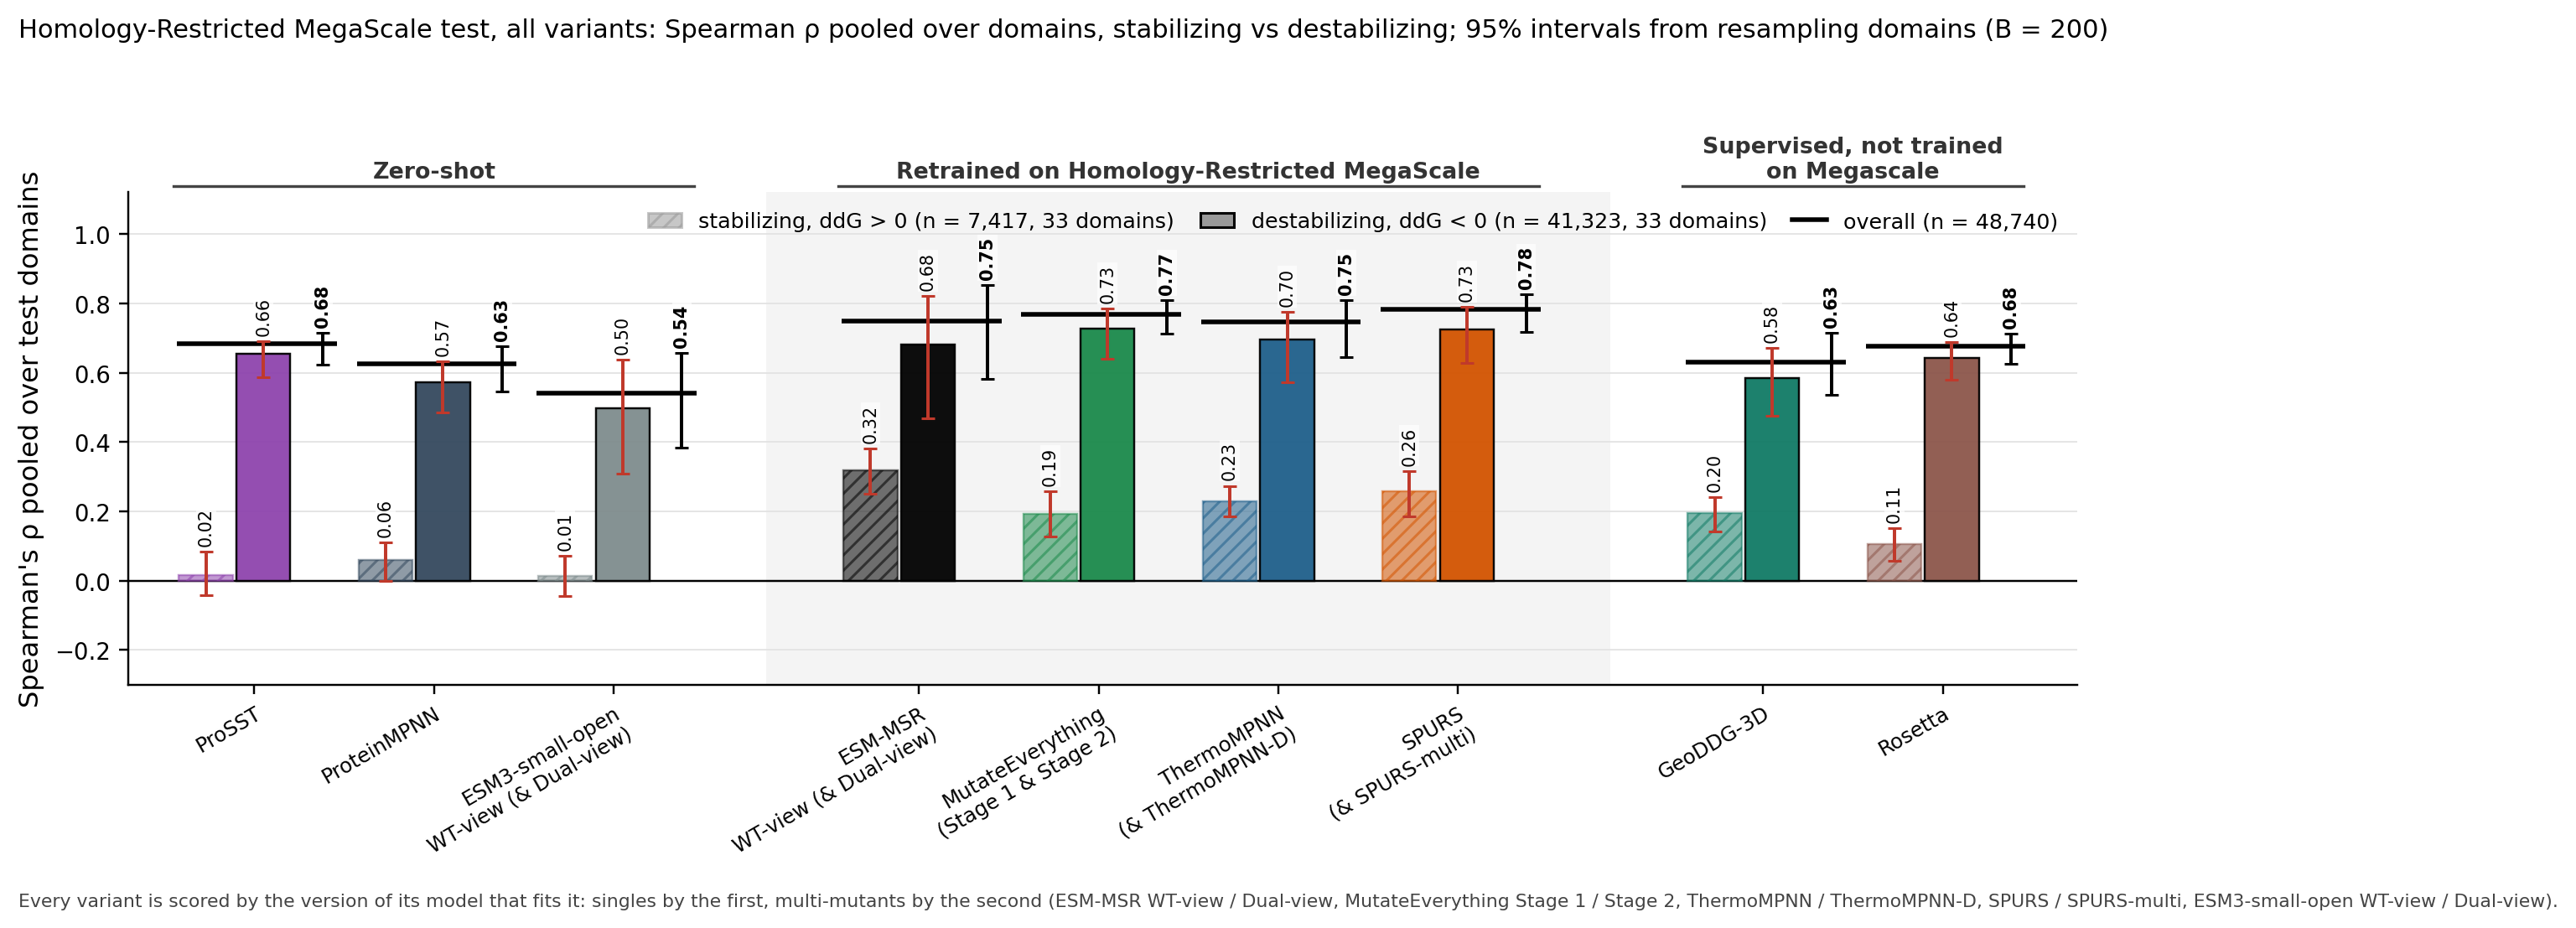 Homology-Restricted MegaScale test, all variants: Spearman ρ pooled over domains, stabilizing vs destabilizing; 95% intervals from resampling domains (B = 200)
Zero-shot
Retrained on Homology-Restricted MegaScale
Supervised, not trained
on Megascale
stabilizing, ddG > 0 (n = 7,417, 33 domains)
destabilizing, ddG < 0 (n = 41,323, 33 domains)
overall (n = 48,740)
Spearman's ρ pooled over test domains
1.0
0.8
0.6
0.4
0.2
0.0
−0.2
0.02
0.66
0.68
0.06
0.57
0.63
0.01
0.50
0.54
0.32
0.68
0.75
0.19
0.73
0.77
0.23
0.70
0.75
0.26
0.73
0.78
0.20
0.58
0.63
0.11
0.64
0.68
ProSST
ProteinMPNN
ESM3-small-open
WT-view (& Dual-view)
ESM-MSR
WT-view (& Dual-view)
MutateEverything
(Stage 1 & Stage 2)
ThermoMPNN
(& ThermoMPNN-D)
SPURS
(& SPURS-multi)
GeoDDG-3D
Rosetta
Every variant is scored by the version of its model that fits it: singles by the first, multi-mutants by the second (ESM-MSR WT-view / Dual-view, MutateEverything Stage 1 / Stage 2, ThermoMPNN / ThermoMPNN-D, SPURS / SPURS-multi, ESM3-small-open WT-view / Dual-view).